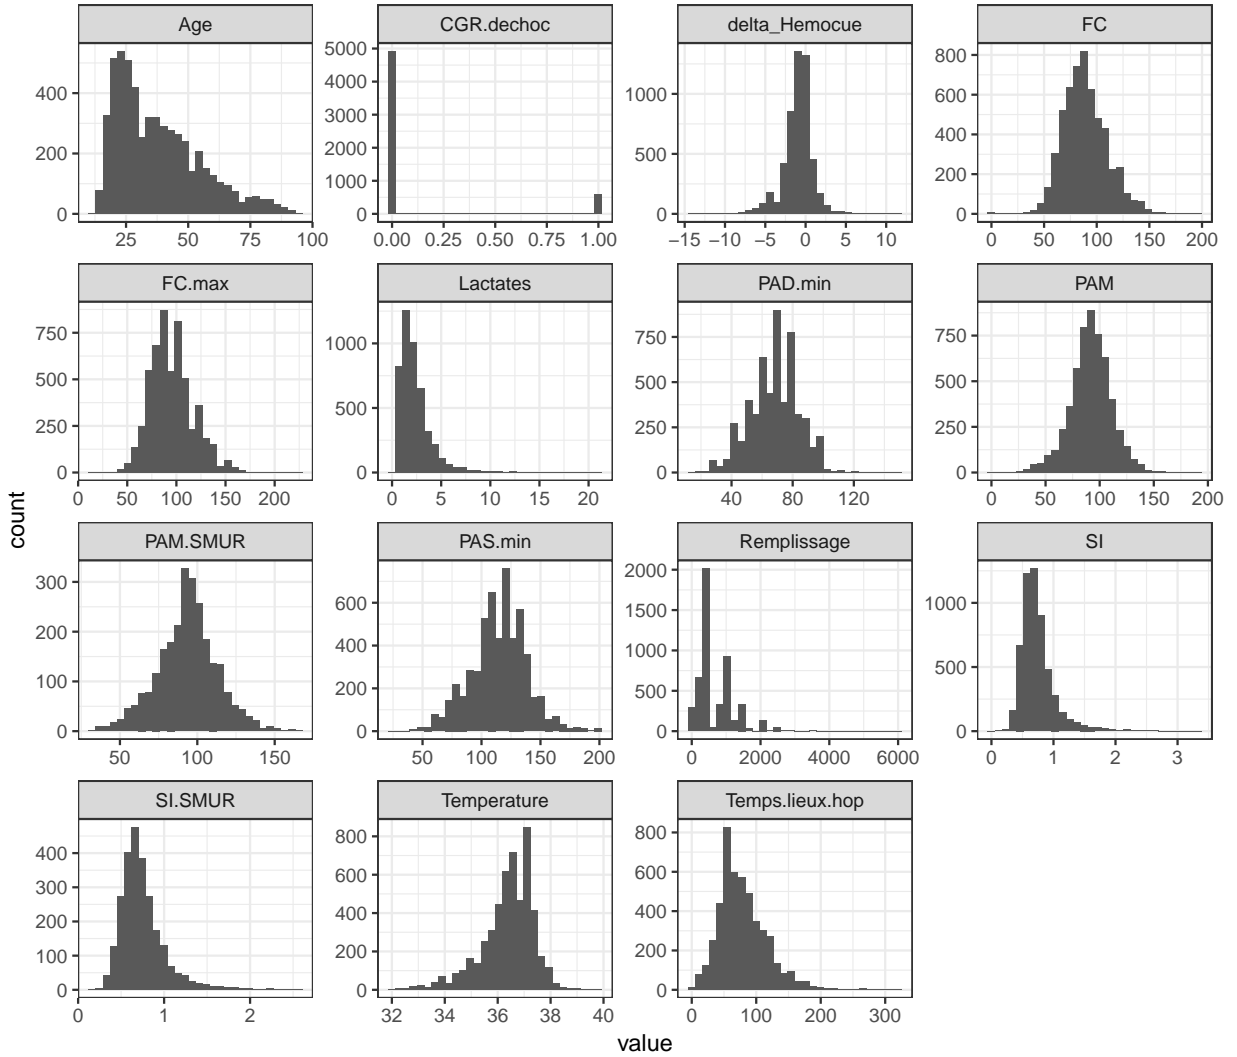 Age CGR.dechoc delta_Hemocue FC
0 200 400
0 1000 2000 3000 4000 5000
0 500 1000
0 200 400 600 800
25 50 75 100
0.00 0.25 0.50 0.75 1.00
−15 −10 −5 0 5 10
0 50 100 150 200
FC.max Lactates PAD.min PAM
0 250 500 750
0 500 1000
0 250 500 750
0 250 500 750
0 50 100 150 200
0 5 10 15 20
40 80 120
0 50 100 150 200
PAM.SMUR PAS.min Remplissage SI
0 100 200 300
0 200 400 600
0 500 1000 1500 2000
0 500 1000
50 100 150
50 100 150 200
0 2000 4000 6000
0 1 2 3
SI.SMUR Temperature Temps.lieux.hop
0 100 200 300 400
0 200 400 600 800
0 200 400 600 800
0 1 2
32 34 36 38 40
0 100 200 300
value
count